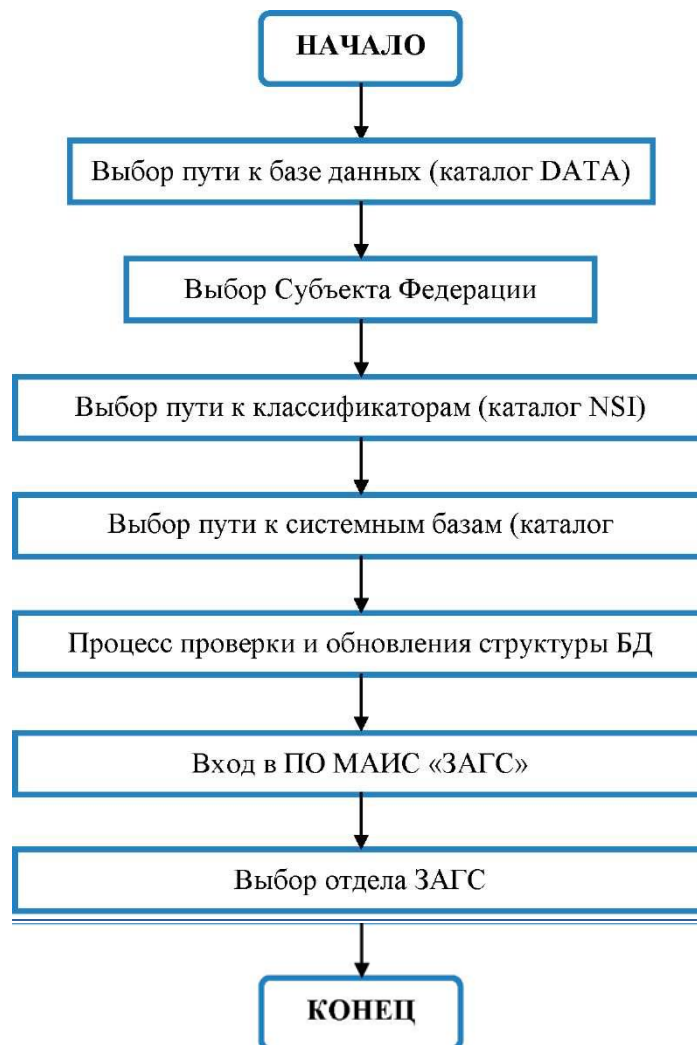 НАЧАЛО
Выбор пути к базе данных (каталог DATA)
Выбор Субъекта Федерации
Выбор пути к классификаторам (каталог NSI)
Выбор пути к системным базам (каталог
Процесс проверки и обновления структуры БД
Вход в ПО МАИС «ЗАГС»
Выбор отдела ЗАГС
КОНЕЦ